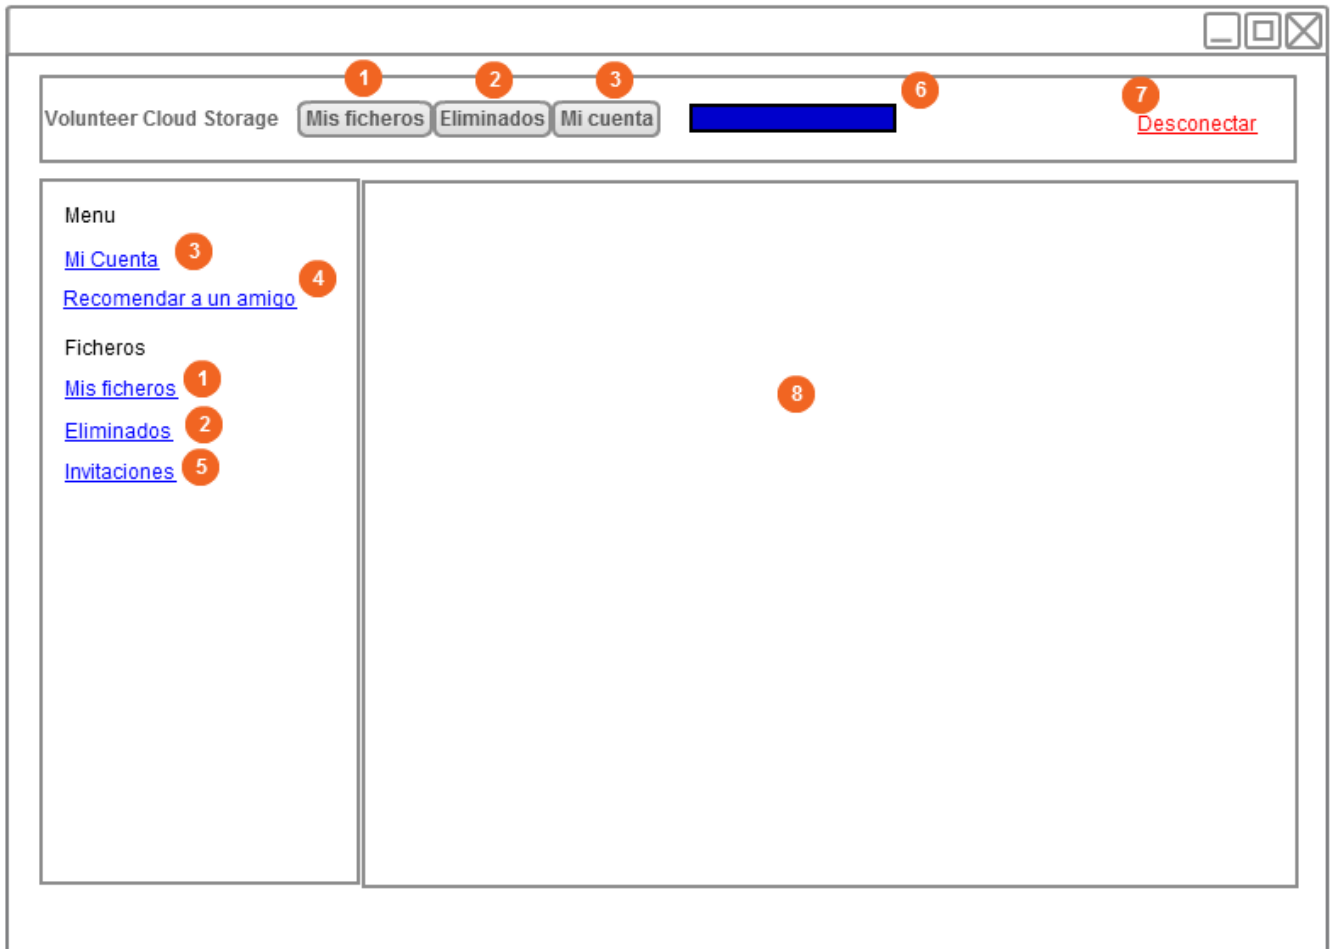 1 2 3 6 7
Volunteer Cloud Storage Mis ficheros Eliminados Mi cuenta Desconectar
Menu
Mi Cuenta 3
Recomendar a un amigo 4
Ficheros
Mis ficheros 1
Eliminados 2
Invitaciones 5
8